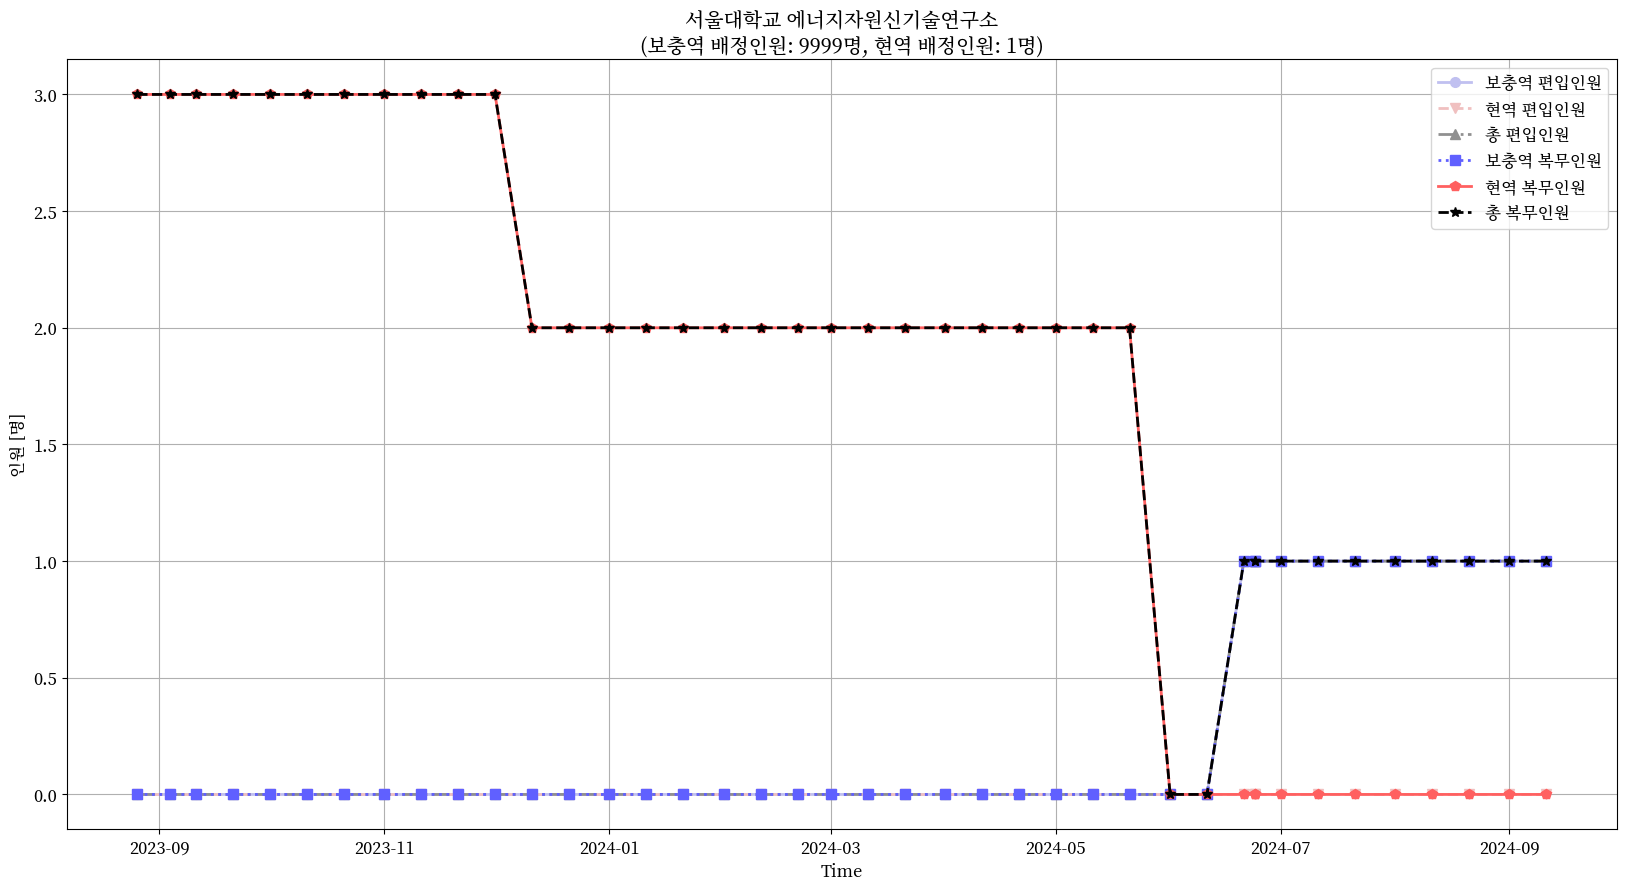 서울대학교 에너지자원신기술연구소
(보충역 배정인원: 9999명, 현역 배정인원: 1명)
보충역 편입인원
현역 편입인원
총 편입인원
보충역 복무인원
현역 복무인원
총 복무인원
인원 [명]
3.0
2.5
2.0
1.5
1.0
0.5
0.0
2023-09
2023-11
2024-01
2024-03
2024-05
2024-07
2024-09
Time